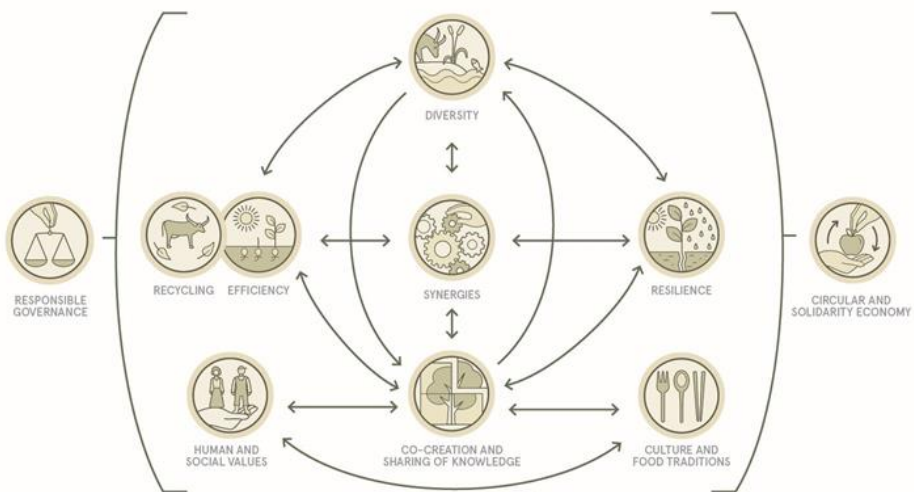 DIVERSITY
RECYCLING
EFFICIENCY
SYNERGIES
RESILIENCE
RESPONSIBLE
GOVERNANCE
CIRCULAR AND
SOLIDARITY ECONOMY
HUMAN AND
SOCIAL VALUES
CO-CREATION AND
SHARING OF KNOWLEDGE
CULTURE AND
FOOD TRADITIONS